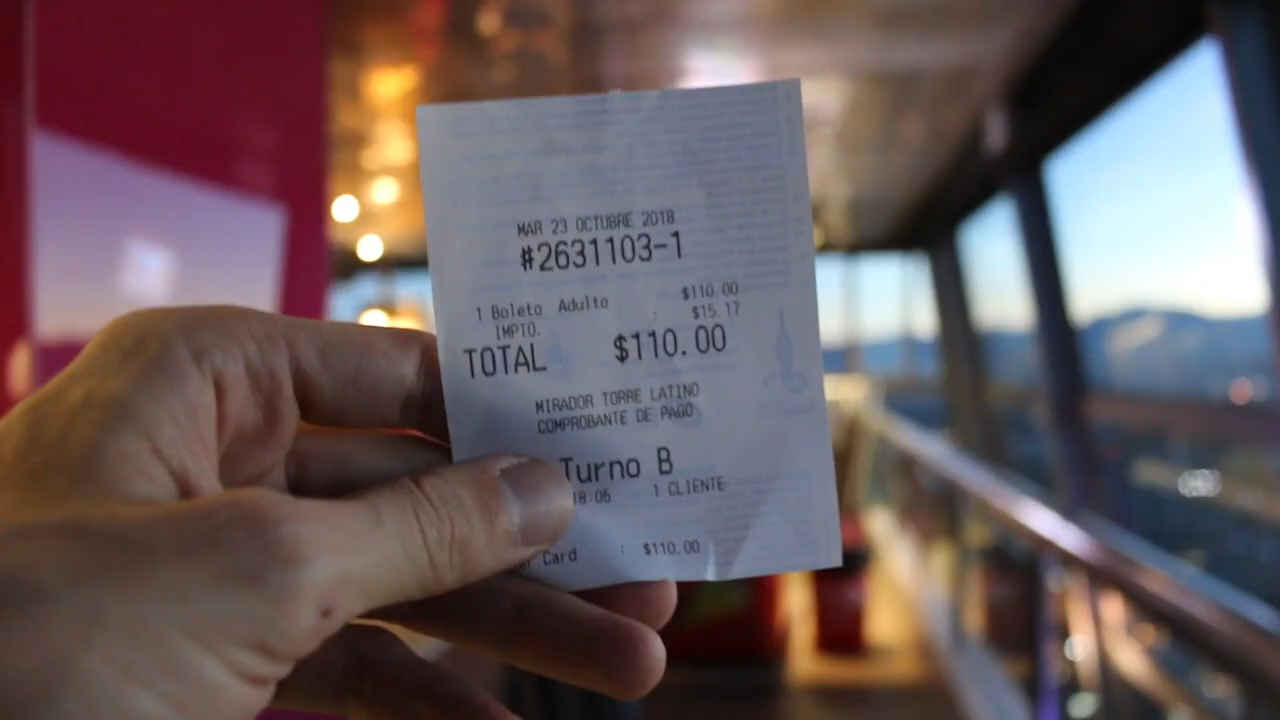 MAR 23 OCTUBRE 2018
#2631103-1
1 Boleto Adulto $110.00
IMPTO. : $15.17
TOTAL $110.00
MIRADOR TORRE LATINO
COMPROBANTE DE PAGO
Turno B
18:05 1 CLIENTE
Card : $110.00